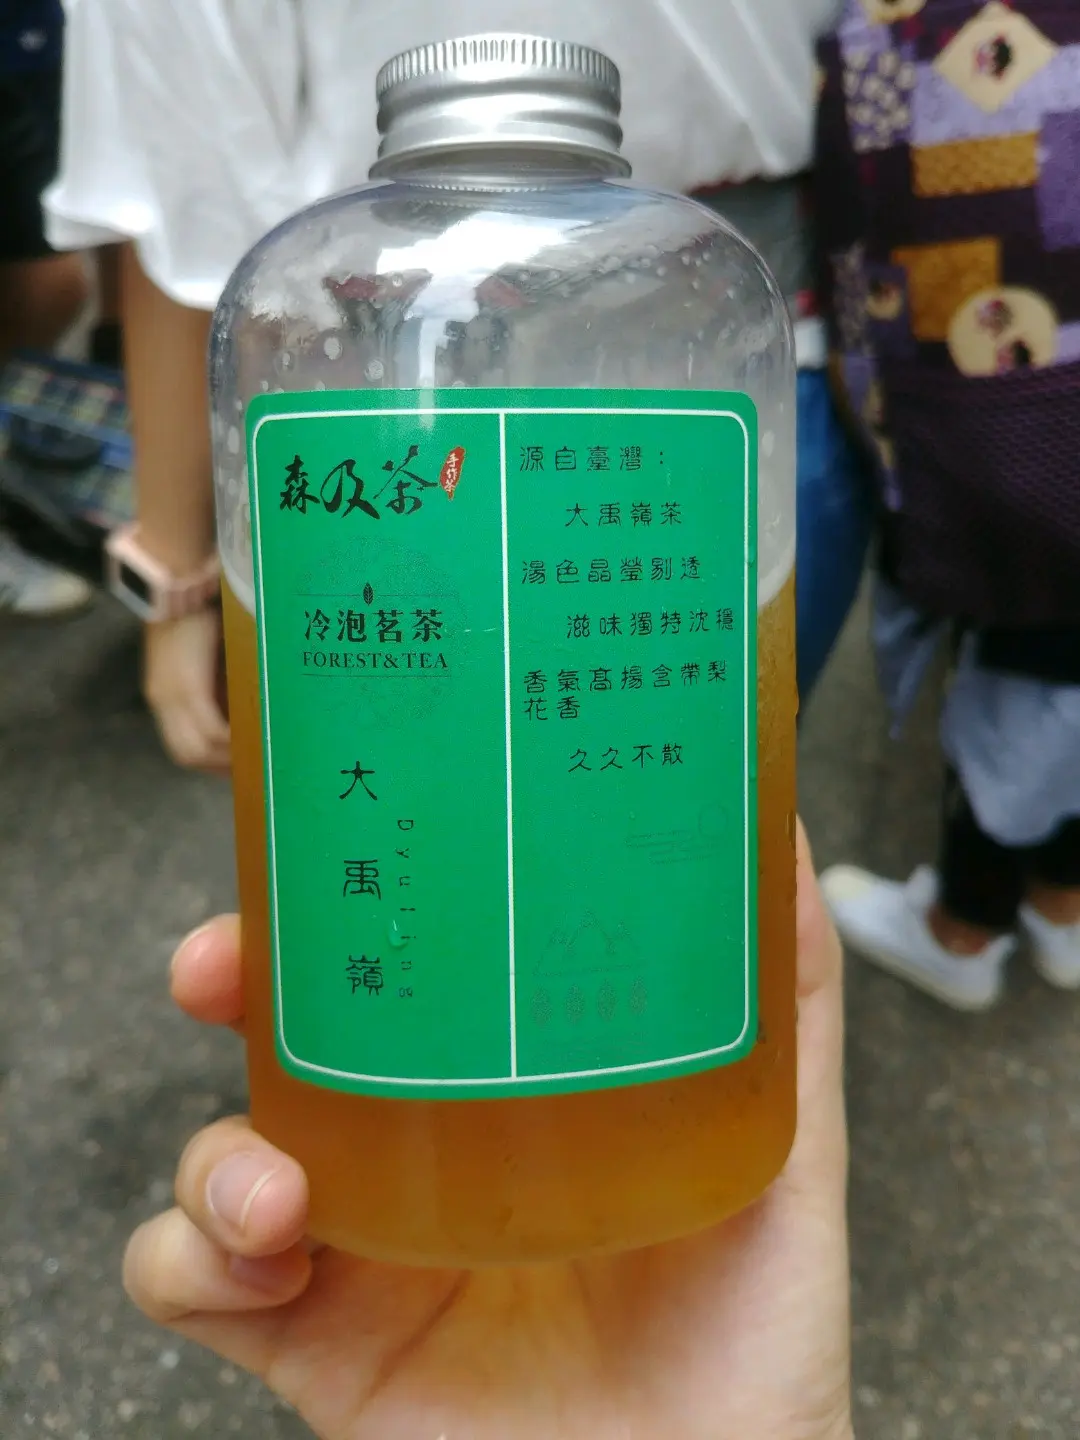 森及茶
手作茶
冷泡茗茶
FOREST&TEA
大禹嶺
Dyuling
源自臺灣：
大禹嶺茶
湯色晶瑩剔透
滋味獨特沈穩
香氣高揚含帶梨
花香
久久不散